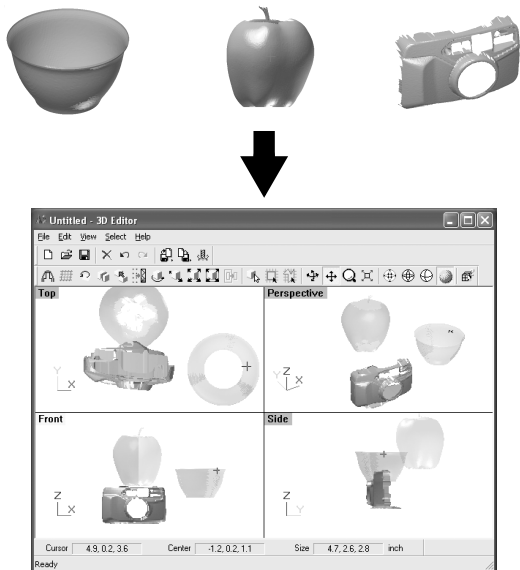 Untitled - 3D Editor
File Edit View Select Help
Top
Perspective
Y X
Z Y X
Front
Side
Z X
Z Y
Cursor 4.9, 0.2, 3.6 Center -1.2, 0.2, 1.1 Size 4.7, 2.6, 2.8 inch
Ready